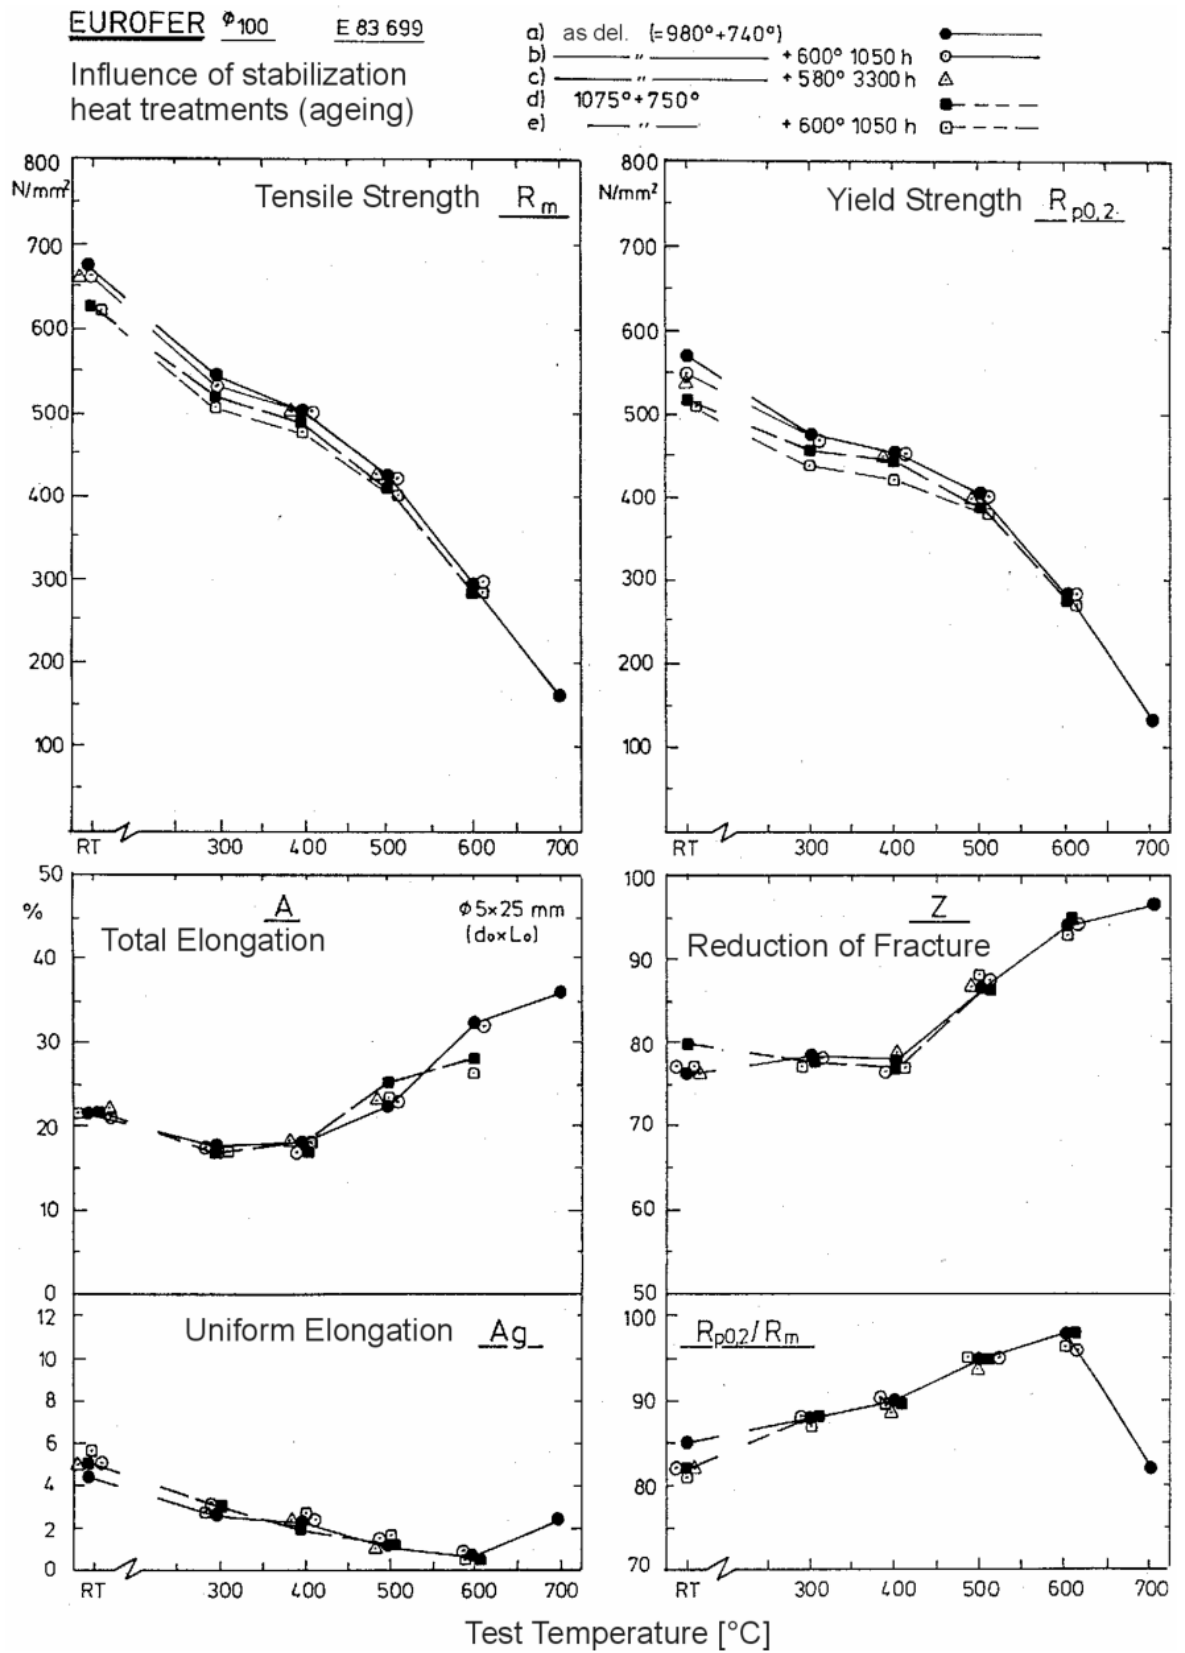 EUROFER ϕ100 E 83 699
Influence of stabilization
heat treatments (ageing)
a) as del. (=980°+740°)
b) —— " —— +600° 1050 h
c) —— " —— +580° 3300 h
d) 1075°+750°
e) —— " —— +600° 1050 h
800
N/mm²
700
600
500
400
300
200
100
Tensile Strength Rm
RT 300 400 500 600 700
800
N/mm²
700
600
500
400
300
200
100
Yield Strength Rp0,2
RT 300 400 500 600 700
50
%
40
30
20
10
0
A
Total Elongation
ϕ5×25 mm
(do×Lo)
100
90
80
70
60
50
Z
Reduction of Fracture
12
10
8
6
4
2
0
Uniform Elongation Ag
RT 300 400 500 600 700
100
90
80
70
Rp0,2/Rm
RT 300 400 500 600 700
Test Temperature [°C]